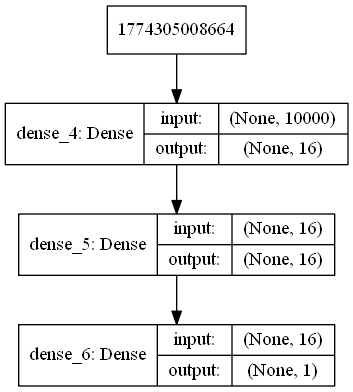 1774305008664
dense_4: Dense
input: (None, 10000)
output: (None, 16)
dense_5: Dense
input: (None, 16)
output: (None, 16)
dense_6: Dense
input: (None, 16)
output: (None, 1)